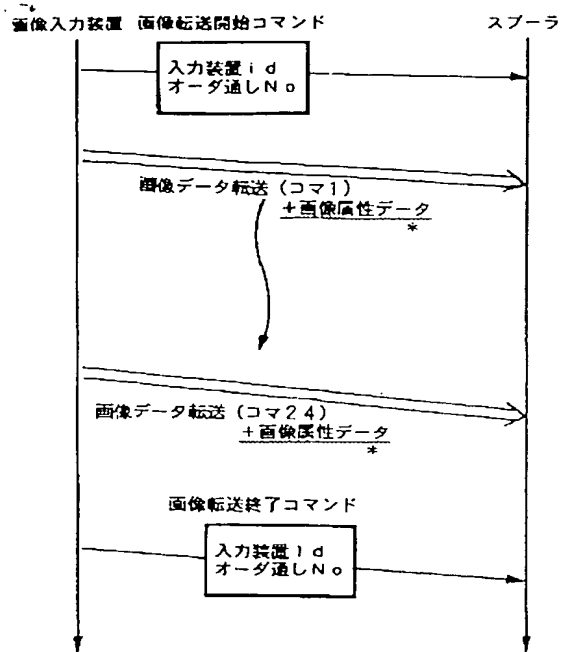 画像入力装置 画像転送開始コマンド スプーラ
入力装置id
オーダ通しNo
画像データ転送(コマ1)
+画像属性データ
*
画像データ転送(コマ24)
+画像属性データ
*
画像転送終了コマンド
入力装置id
オーダ通しNo